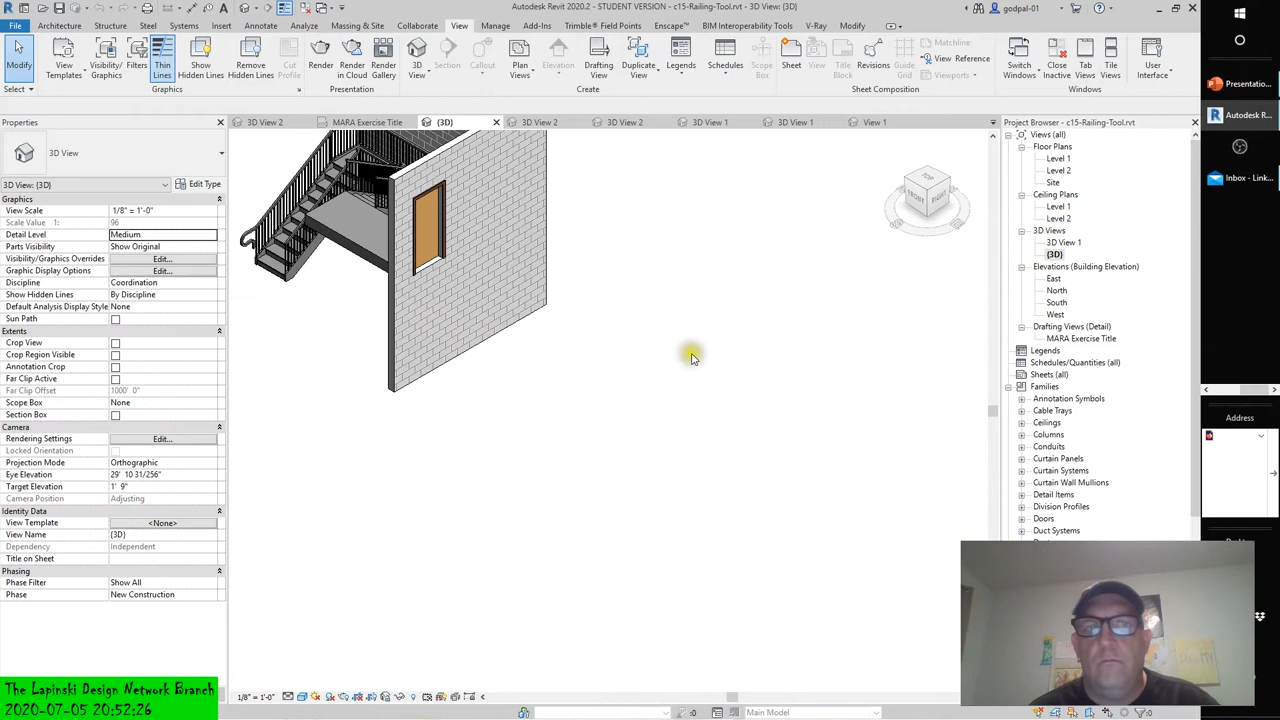 Autodesk Revit 2020.2 - STUDENT VERSION - c15-Railing-Tool.rvt - 3D View: {3D}
godpal-01
File Architecture Structure Steel Systems Insert Annotate Analyze Massing & Site Collaborate View Manage Add-Ins Trimble® Field Points Enscape™ BIM Interoperability Tools V-Ray Modify
Modify View Templates Visibility/ Graphics Filters Thin Lines Show Hidden Lines Remove Hidden Lines Cut Profile Render Render in Cloud Render Gallery 3D View Section Callout Plan Views Elevation Drafting View Duplicate View Legends Schedules Scope Box Sheet View Title Block Revisions Guide Grid Matchline View Reference Viewports Switch Windows Close Inactive Tab Views Tile Views User Interface
Select Graphics Presentation Create Sheet Composition Windows
Properties
3D View
3D View: {3D} Edit Type
Graphics
View Scale 1/8" = 1'-0"
Scale Value 1: 96
Detail Level Medium
Parts Visibility Show Original
Visibility/Graphics Overrides Edit...
Graphic Display Options Edit...
Discipline Coordination
Show Hidden Lines By Discipline
Default Analysis Display Style None
Sun Path
Extents
Crop View
Crop Region Visible
Annotation Crop
Far Clip Active
Far Clip Offset 1000' 0"
Scope Box None
Section Box
Camera
Rendering Settings Edit...
Locked Orientation
Projection Mode Orthographic
Eye Elevation 29' 10 31/256"
Target Elevation 1' 9"
Camera Position Adjusting
Identity Data
View Template <None>
View Name {3D}
Dependency Independent
Title on Sheet
Phasing
Phase Filter Show All
Phase New Construction
3D View 2 MARA Exercise Title {3D} 3D View 2 3D View 2 3D View 1 3D View 1 View 1
TOP
FRONT RIGHT
Project Browser - c15-Railing-Tool.rvt
Views (all)
Floor Plans
Level 1
Level 2
Site
Ceiling Plans
Level 1
Level 2
3D Views
3D View 1
{3D}
Elevations (Building Elevation)
East
North
South
West
Drafting Views (Detail)
MARA Exercise Title
Legends
Schedules/Quantities (all)
Sheets (all)
Families
Annotation Symbols
Cable Trays
Ceilings
Columns
Conduits
Curtain Panels
Curtain Systems
Curtain Wall Mullions
Detail Items
Division Profiles
Doors
Duct Systems
Presentatio...
Autodesk R...
Inbox - Link...
Address
1/8" = 1'-0"
:0 Main Model :0
The Lapinski Design Network Branch
2020-07-05 20:52:26